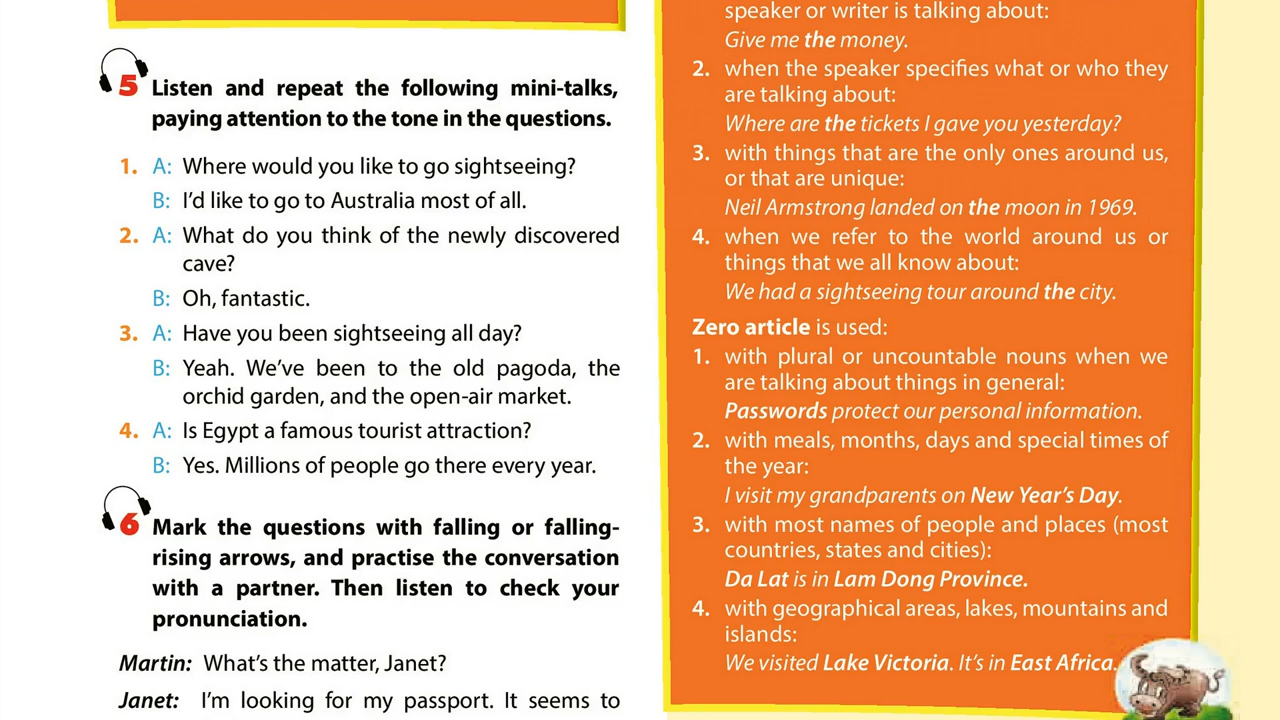 5 Listen and repeat the following mini-talks,
paying attention to the tone in the questions.
1. A: Where would you like to go sightseeing?
B: I'd like to go to Australia most of all.
2. A: What do you think of the newly discovered
cave?
B: Oh, fantastic.
3. A: Have you been sightseeing all day?
B: Yeah. We've been to the old pagoda, the
orchid garden, and the open-air market.
4. A: Is Egypt a famous tourist attraction?
B: Yes. Millions of people go there every year.
6 Mark the questions with falling or falling-
rising arrows, and practise the conversation
with a partner. Then listen to check your
pronunciation.
Martin: What's the matter, Janet?
Janet: I'm looking for my passport. It seems to
speaker or writer is talking about:
Give me the money.
2. when the speaker specifies what or who they
are talking about:
Where are the tickets I gave you yesterday?
3. with things that are the only ones around us,
or that are unique:
Neil Armstrong landed on the moon in 1969.
4. when we refer to the world around us or
things that we all know about:
We had a sightseeing tour around the city.
Zero article is used:
1. with plural or uncountable nouns when we
are talking about things in general:
Passwords protect our personal information.
2. with meals, months, days and special times of
the year:
I visit my grandparents on New Year's Day.
3. with most names of people and places (most
countries, states and cities):
Da Lat is in Lam Dong Province.
4. with geographical areas, lakes, mountains and
islands:
We visited Lake Victoria. It's in East Africa.